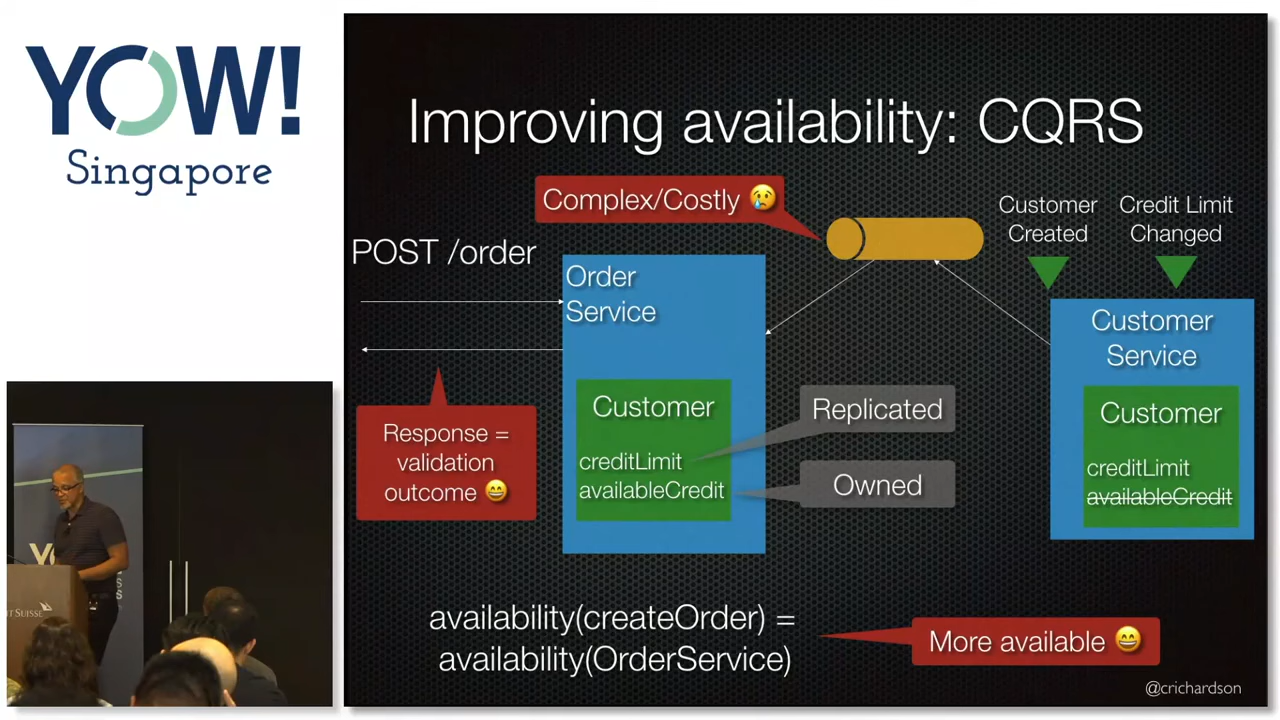 YOW!
Singapore
Improving availability: CQRS
Complex/Costly 😢
Customer
Created
Credit Limit
Changed
POST /order
Order
Service
Customer
Service
Response =
validation
outcome 😄
Customer
creditLimit
availableCredit
Replicated
Owned
Customer
creditLimit
availableCredit
availability(createOrder) =
availability(OrderService)
More available 😄
@crichardson